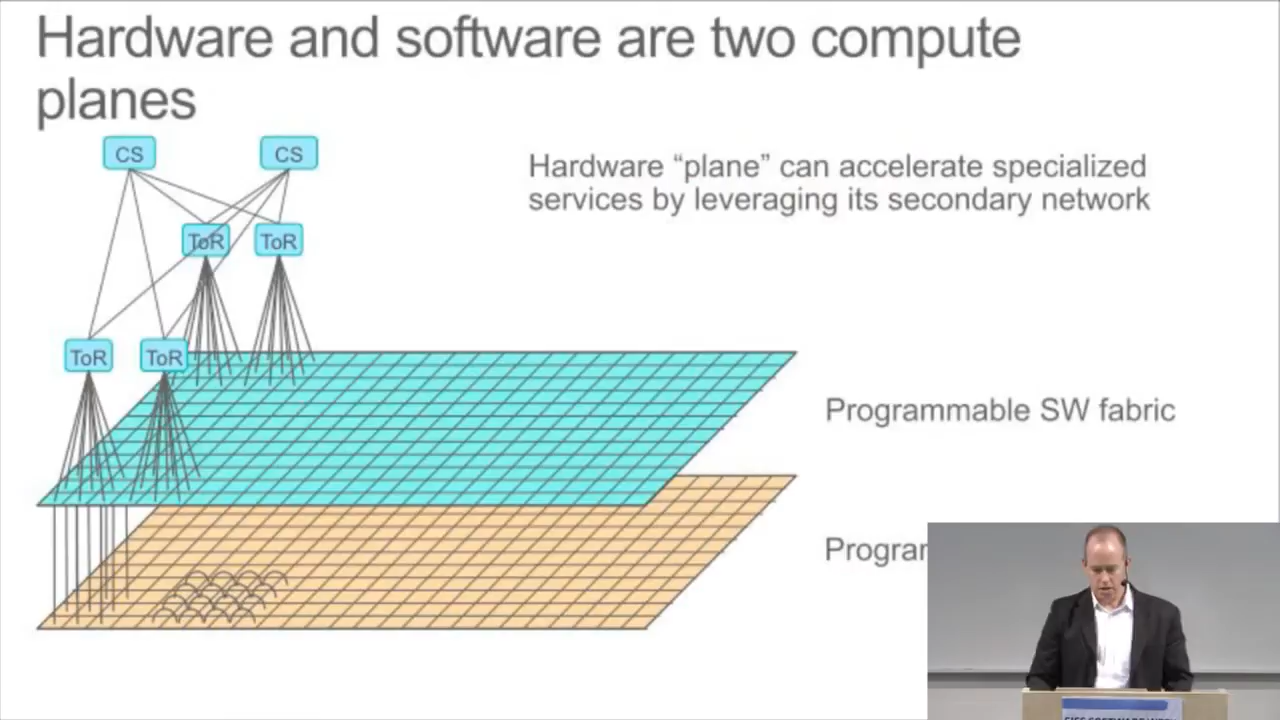 Hardware and software are two compute
planes
CS
CS
Hardware “plane” can accelerate specialized
services by leveraging its secondary network
ToR
ToR
ToR
ToR
Programmable SW fabric